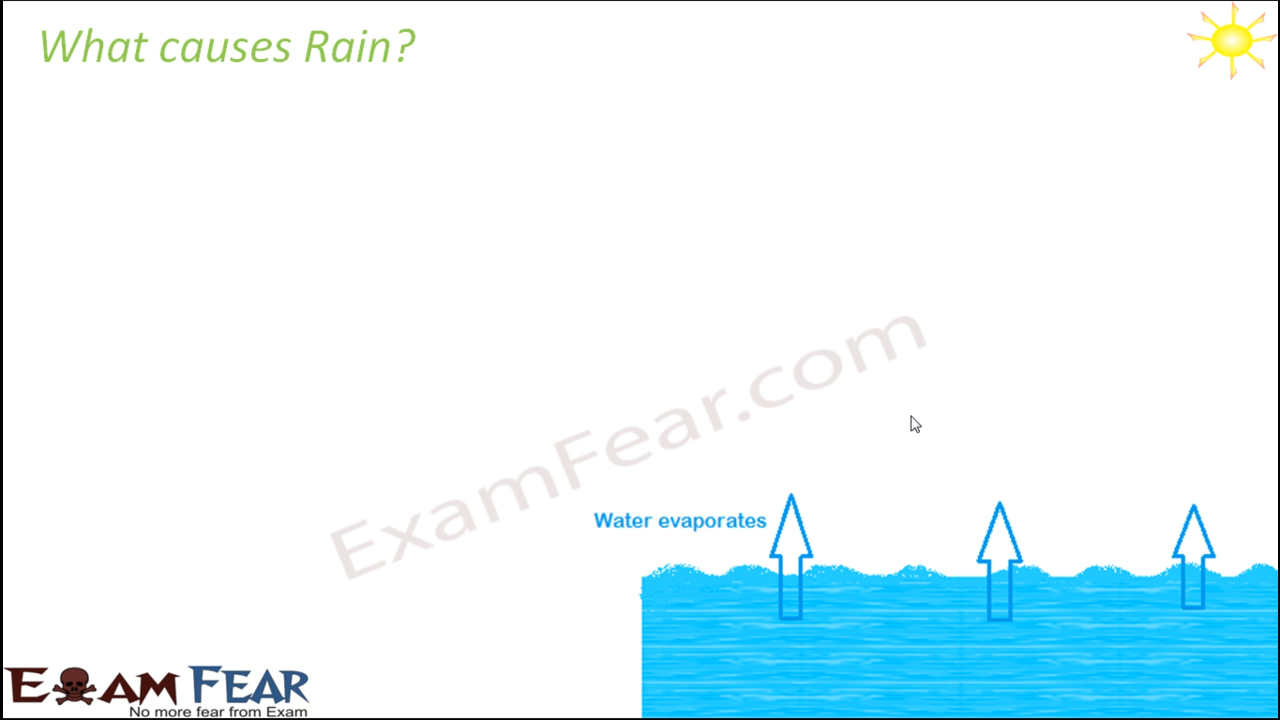 What causes Rain?
ExamFear.com
Water evaporates
EXAM FEAR
No more fear from Exam